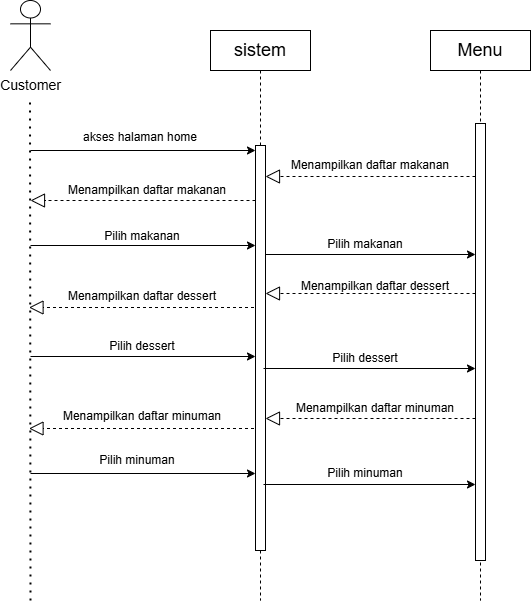 sistem
Menu
Customer
akses halaman home
Menampilkan daftar makanan
Menampilkan daftar makanan
Pilih makanan
Pilih makanan
Menampilkan daftar dessert
Menampilkan daftar dessert
Pilih dessert
Pilih dessert
Menampilkan daftar minuman
Menampilkan daftar minuman
Pilih minuman
Pilih minuman